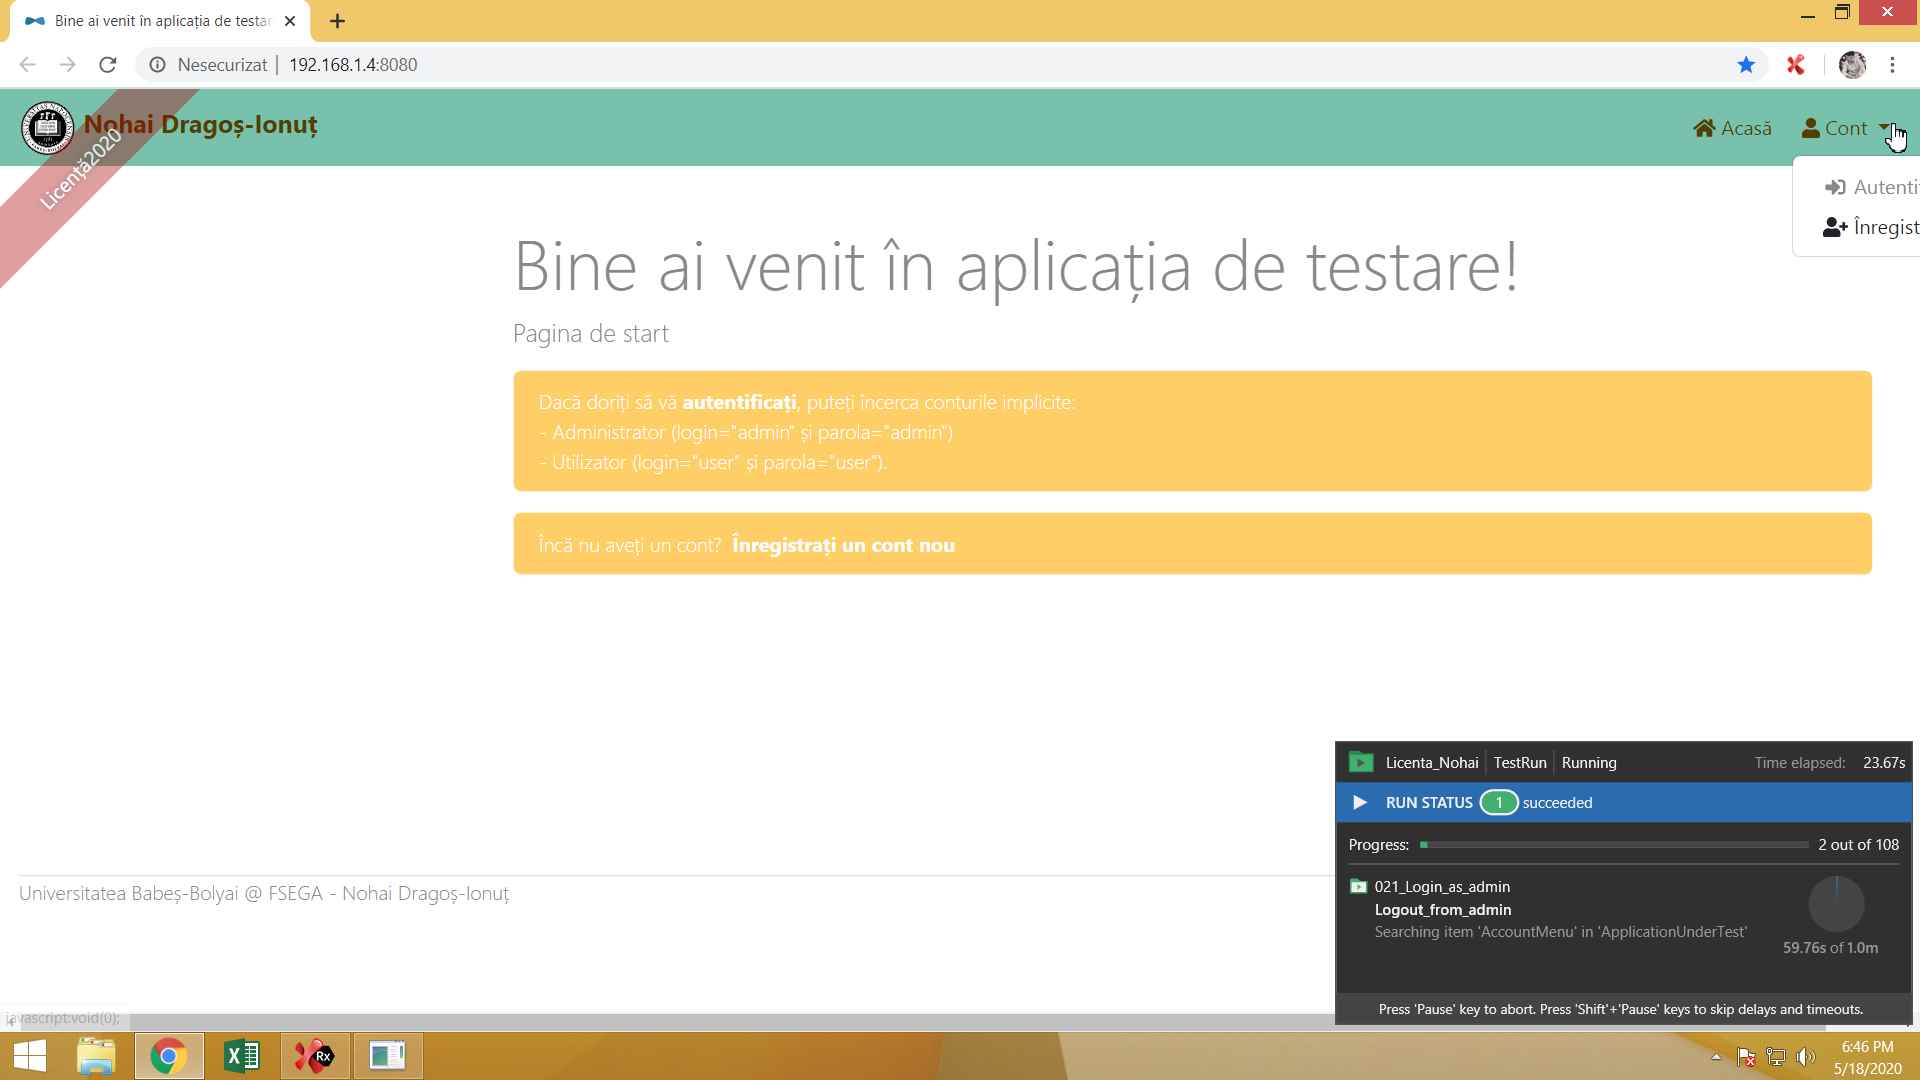 Bine ai venit în aplicația de testar
Nesecurizat
192.168.1.4:8080
Nohai Dragoș-Ionuț
Acasă
Cont
Licență2020
Autentif
Înregist
Bine ai venit în aplicația de testare!
Pagina de start
Dacă doriți să vă autentificați, puteți încerca conturile implicite:
- Administrator (login="admin" și parola="admin")
- Utilizator (login="user" și parola="user").
Încă nu aveți un cont? Înregistrați un cont nou
Universitatea Babeș-Bolyai @ FSEGA - Nohai Dragoș-Ionuț
Licenta_Nohai TestRun Running Time elapsed: 23.67s
RUN STATUS 1 succeeded
Progress: 2 out of 108
021_Login_as_admin
Logout_from_admin
Searching item 'AccountMenu' in 'ApplicationUnderTest'
59.76s of 1.0m
Press 'Pause' key to abort. Press 'Shift'+'Pause' keys to skip delays and timeouts.
javascript:void(0);
Rx
6:46 PM
5/18/2020